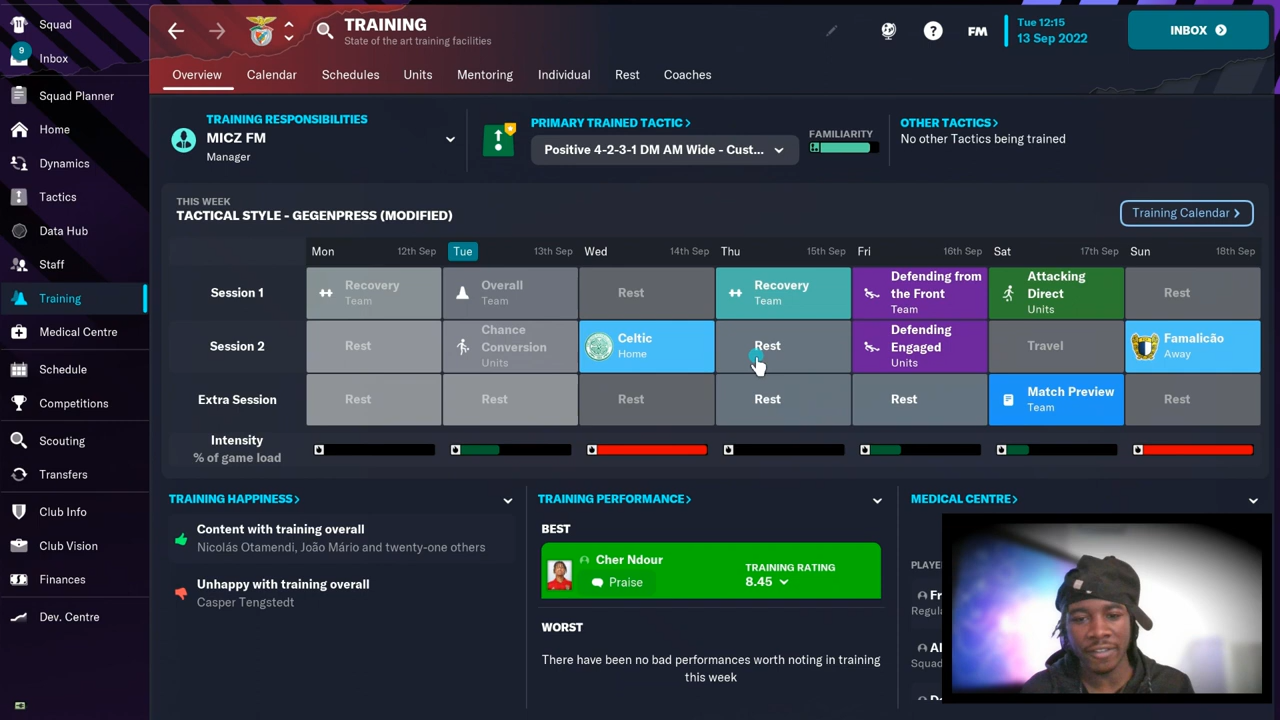 Squad
9
Inbox
Squad Planner
Home
Dynamics
Tactics
Data Hub
Staff
Training
Medical Centre
Schedule
Competitions
Scouting
Transfers
Club Info
Club Vision
Finances
Dev. Centre
TRAINING
State of the art training facilities
FM
Tue 12:15
13 Sep 2022
INBOX
Overview
Calendar
Schedules
Units
Mentoring
Individual
Rest
Coaches
TRAINING RESPONSIBILITIES
MICZ FM
Manager
PRIMARY TRAINED TACTIC>
Positive 4-2-3-1 DM AM Wide - Cust...
FAMILIARITY
OTHER TACTICS>
No other Tactics being trained
THIS WEEK
TACTICAL STYLE - GEGENPRESS (MODIFIED)
Training Calendar >
Mon 12th Sep
Tue 13th Sep
Wed 14th Sep
Thu 15th Sep
Fri 16th Sep
Sat 17th Sep
Sun 18th Sep
Session 1
Recovery
Team
Overall
Team
Rest
Recovery
Team
Defending from
the Front
Team
Attacking
Direct
Units
Rest
Session 2
Rest
Chance
Conversion
Units
Celtic
Home
Rest
Defending
Engaged
Units
Travel
Famalicão
Away
Extra Session
Rest
Rest
Rest
Rest
Rest
Match Preview
Team
Rest
Intensity
% of game load
TRAINING HAPPINESS>
Content with training overall
Nicolás Otamendi, João Mário and twenty-one others
Unhappy with training overall
Casper Tengstedt
TRAINING PERFORMANCE>
BEST
Cher Ndour
Praise
TRAINING RATING
8.45
WORST
There have been no bad performances worth noting in training
this week
MEDICAL CENTRE>